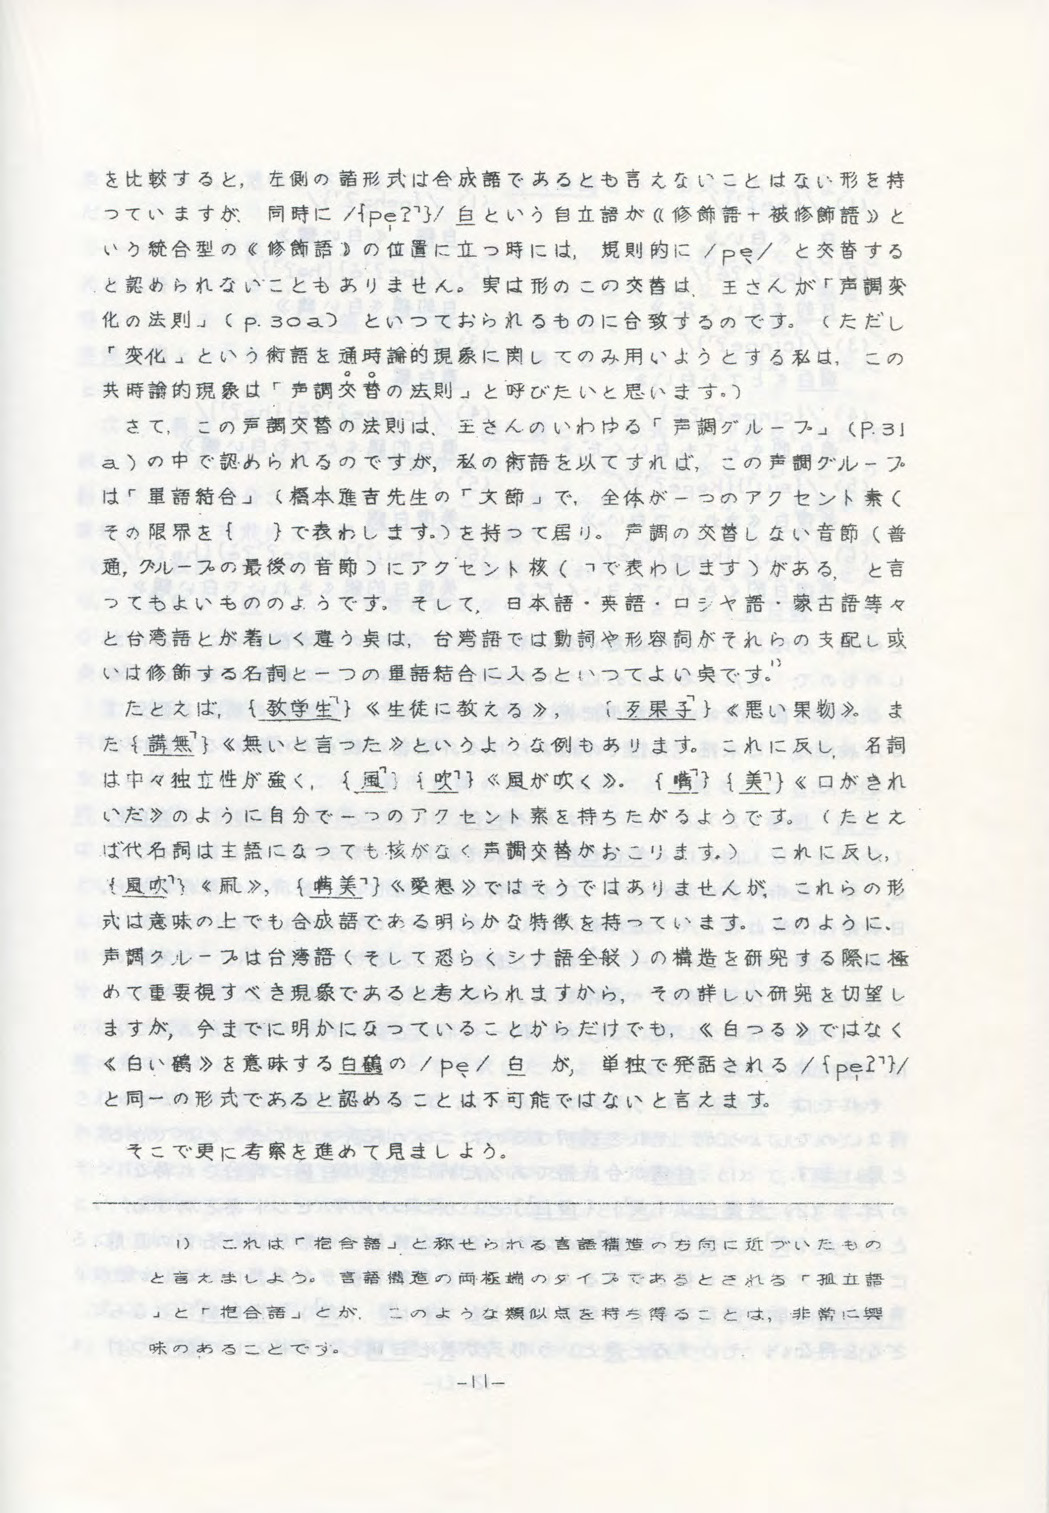 を比較すると，左側の諸形式は合成語であるとも言えないことはない形を持
つていますが、同時に /{pẹʔ˥}/ 白という自立語が《修飾語＋被修飾語》と
いう統合型の《修飾語》の位置に立つ時には，規則的に /pẹ/ と交替する
と認められないこともありません。実は形のこの交替は、王さんが「声調変
化の法則」（p.30a）といつておられるものに合致するのです。（ただし
「変化」という術語を通時論的現象に関してのみ用いようとする私は，この
共時論的現象は「声調交替の法則」と呼びたいと思います。）
さて，この声調交替の法則は、王さんのいわゆる「声調グループ」（P.31
a）の中で認められるのですが，私の術語を以てすれば，この声調グループ
は「單語結合」（橋本進吉先生の「文節」で，全体が一つのアクセント素（
その限界を{　}で表わします。）を持つて居り。声調の交替しない音節（普
通，グループの最後の音節）にアクセント核（˥で表わします）がある，と言
ってもよいもののようです。そして，日本語・英語・ロシヤ語・蒙古語等々
と台湾語とが著しく違う点は，台湾語では動詞や形容詞がそれらの支配し或
いは修飾する名詞と一つの單語結合に入るといつてよい点です。¹⁾
たとえば，{教学生˥}《生徒に教える》，{歹果子˥}《悪い果物》。ま
た{講無˥}《無いと言つた》というような例もあります。これに反し，名詞
は中々独立性が強く，{風˥}{吹˥}《風が吹く》。{嘴˥}{美˥}《口がきれ
いだ》のように自分で一つのアクセント素を持ちたがるようです。（たとえ
ば代名詞は主語になつても核がなく声調交替がおこります。）これに反し，
{風吹˥}《凧》，{嘴美˥}《愛想》ではそうではありませんが，これらの形
式は意味の上でも合成語である明らかな特徴を持っています。このように、
声調グループは台湾語（そして恐らくシナ語全般）の構造を研究する際に極
めて重要視すべき現象であると考えられますから，その詳しい研究を切望し
ますが，今までに明かになつていることからだけでも，《白つる》ではなく
《白い鶴》を意味する白鶴の /pẹ/ 白 が，単独で発話される /{pẹʔ˥}/
と同一の形式であると認めることは不可能ではないと言えます。
そこで更に考察を進めて見ましよう。
1) これは「抱合語」と称せられる言語構造の方向に近づいたもの
と言えましよう。言語構造の両極端のタイプであるとされる「孤立語
」と「抱合語」とが、このような類似点を持ち得ることは，非常に興
味のあることです。
−11−